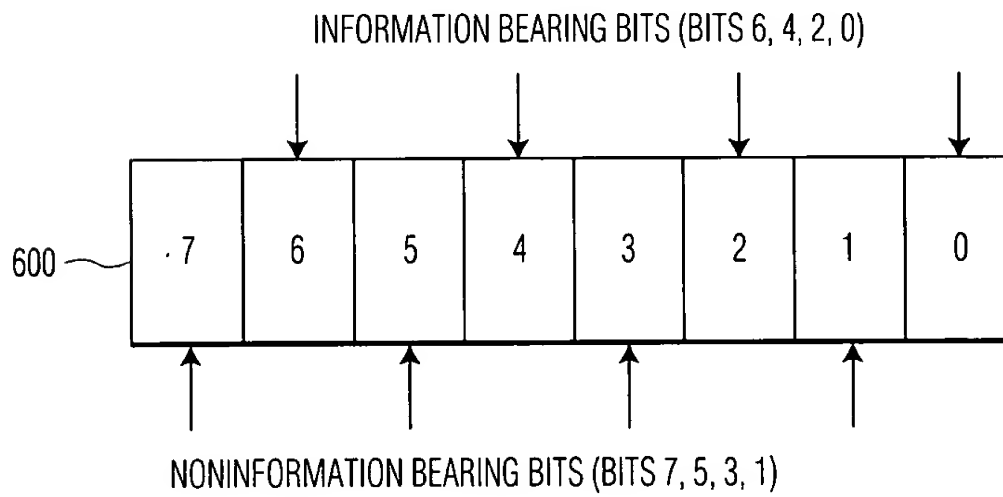 INFORMATION BEARING BITS (BITS 6, 4, 2, 0)
600
7 6 5 4 3 2 1 0
NONINFORMATION BEARING BITS (BITS 7, 5, 3, 1)